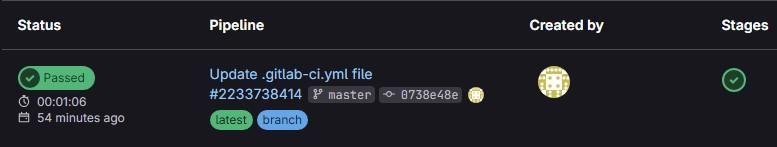 Status Pipeline Created by Stages
Passed
00:01:06
54 minutes ago
Update .gitlab-ci.yml file
#2233738414 master 0738e48e
latest branch